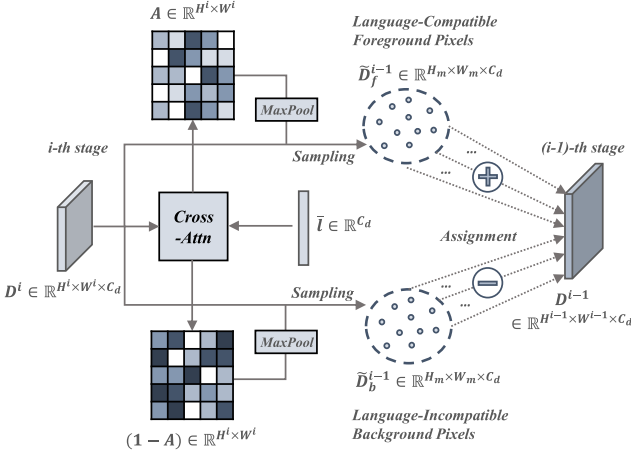 A ∈ ℝ^{H^i×W^i}
Language-Compatible
Foreground Pixels
D̃_f^{i−1} ∈ ℝ^{H_m×W_m×C_d}
MaxPool
i-th stage
Sampling
(i-1)-th stage
...
...
+
Cross
-Attn
l̄ ∈ ℝ^{C_d}
Assignment
D^i ∈ ℝ^{H^i×W^i×C_d}
Sampling
...
...
−
D^{i−1}
∈ ℝ^{H^{i−1}×W^{i−1}×C_d}
MaxPool
D̃_b^{i−1} ∈ ℝ^{H_m×W_m×C_d}
(1 − A) ∈ ℝ^{H^i×W^i}
Language-Incompatible
Background Pixels